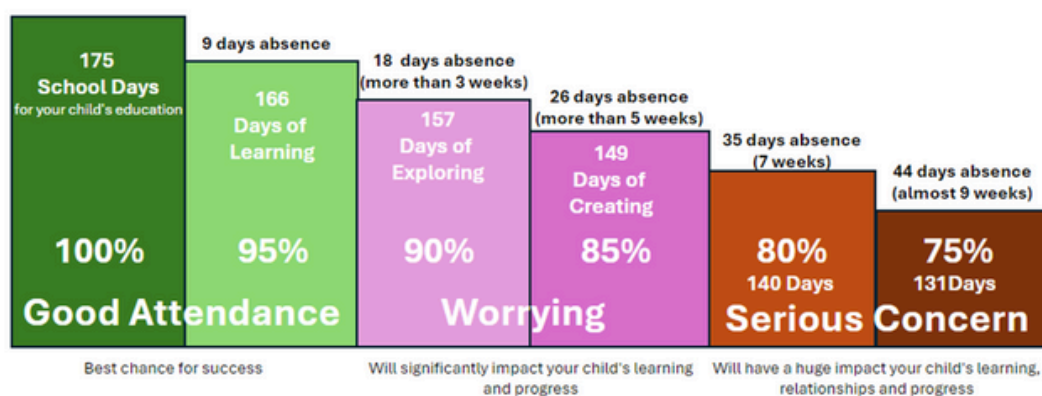 175
School Days
for your child's education
100%
9 days absence
166
Days of
Learning
95%
Good Attendance
Best chance for success
18 days absence
(more than 3 weeks)
157
Days of
Exploring
90%
26 days absence
(more than 5 weeks)
149
Days of
Creating
85%
Worrying
Will significantly impact your child's learning
and progress
35 days absence
(7 weeks)
80%
140 Days
44 days absence
(almost 9 weeks)
75%
131Days
Serious Concern
Will have a huge impact your child's learning,
relationships and progress